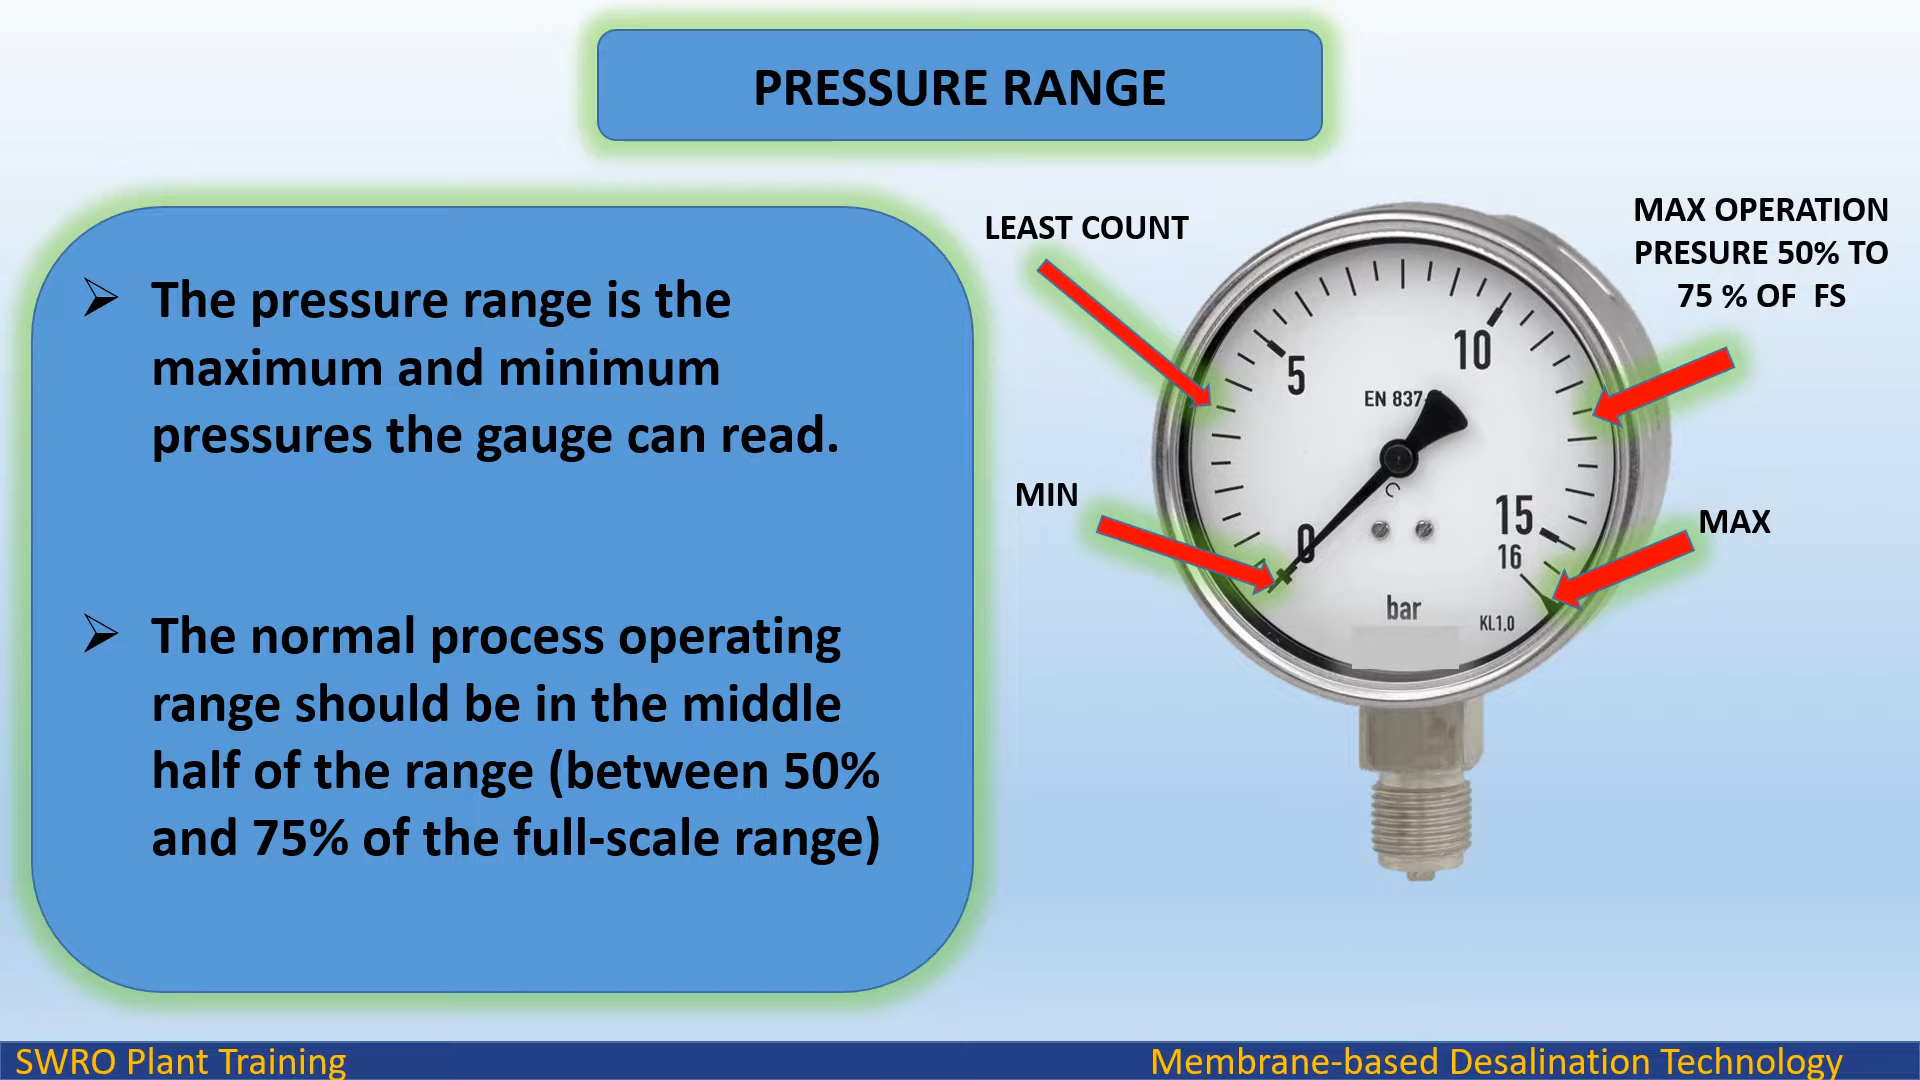 PRESSURE RANGE
The pressure range is the
maximum and minimum
pressures the gauge can read.
The normal process operating
range should be in the middle
half of the range (between 50%
and 75% of the full-scale range)
LEAST COUNT
MAX OPERATION
PRESURE 50% TO
75 % OF  FS
MIN
MAX
0
5
10
15
16
EN 837-
bar
KL1,0
SWRO Plant Training
Membrane-based Desalination Technology